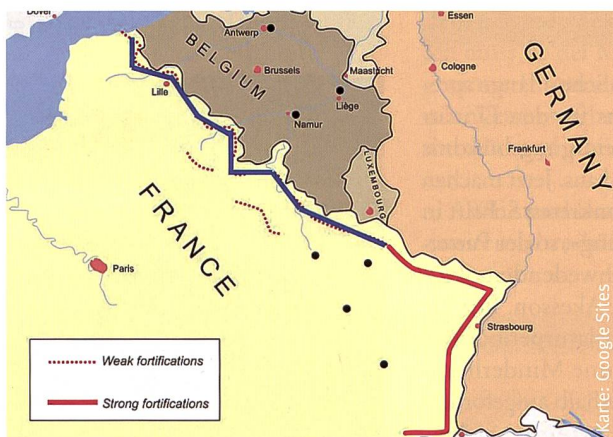 Dover
Essen
Antwerp
BELGIUM
Brussels
Maastricht
Cologne
GERMANY
Lille
Liège
Namur
Frankfurt
LUXEMBOURG
FRANCE
Paris
Strasbourg
Weak fortifications
Strong fortifications
Karte: Google Sites